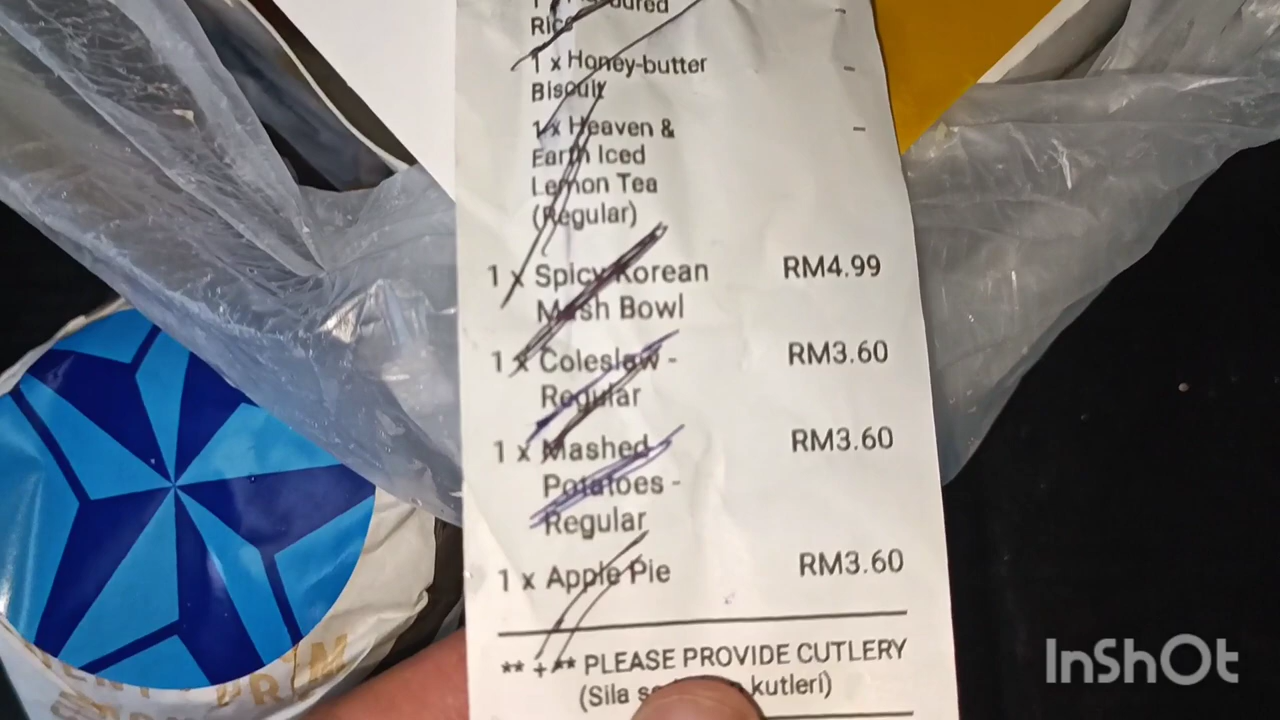 Rice
1 x Honey-butter -
Biscuit
1 x Heaven & -
Earth Iced
Lemon Tea
(Regular)
1 x Spicy Korean RM4.99
Mash Bowl
1 x Coleslaw - RM3.60
Regular
1 x Mashed RM3.60
Potatoes -
Regular
1 x Apple Pie RM3.60
** + ** PLEASE PROVIDE CUTLERY
(Sila kutleri)
InShOt